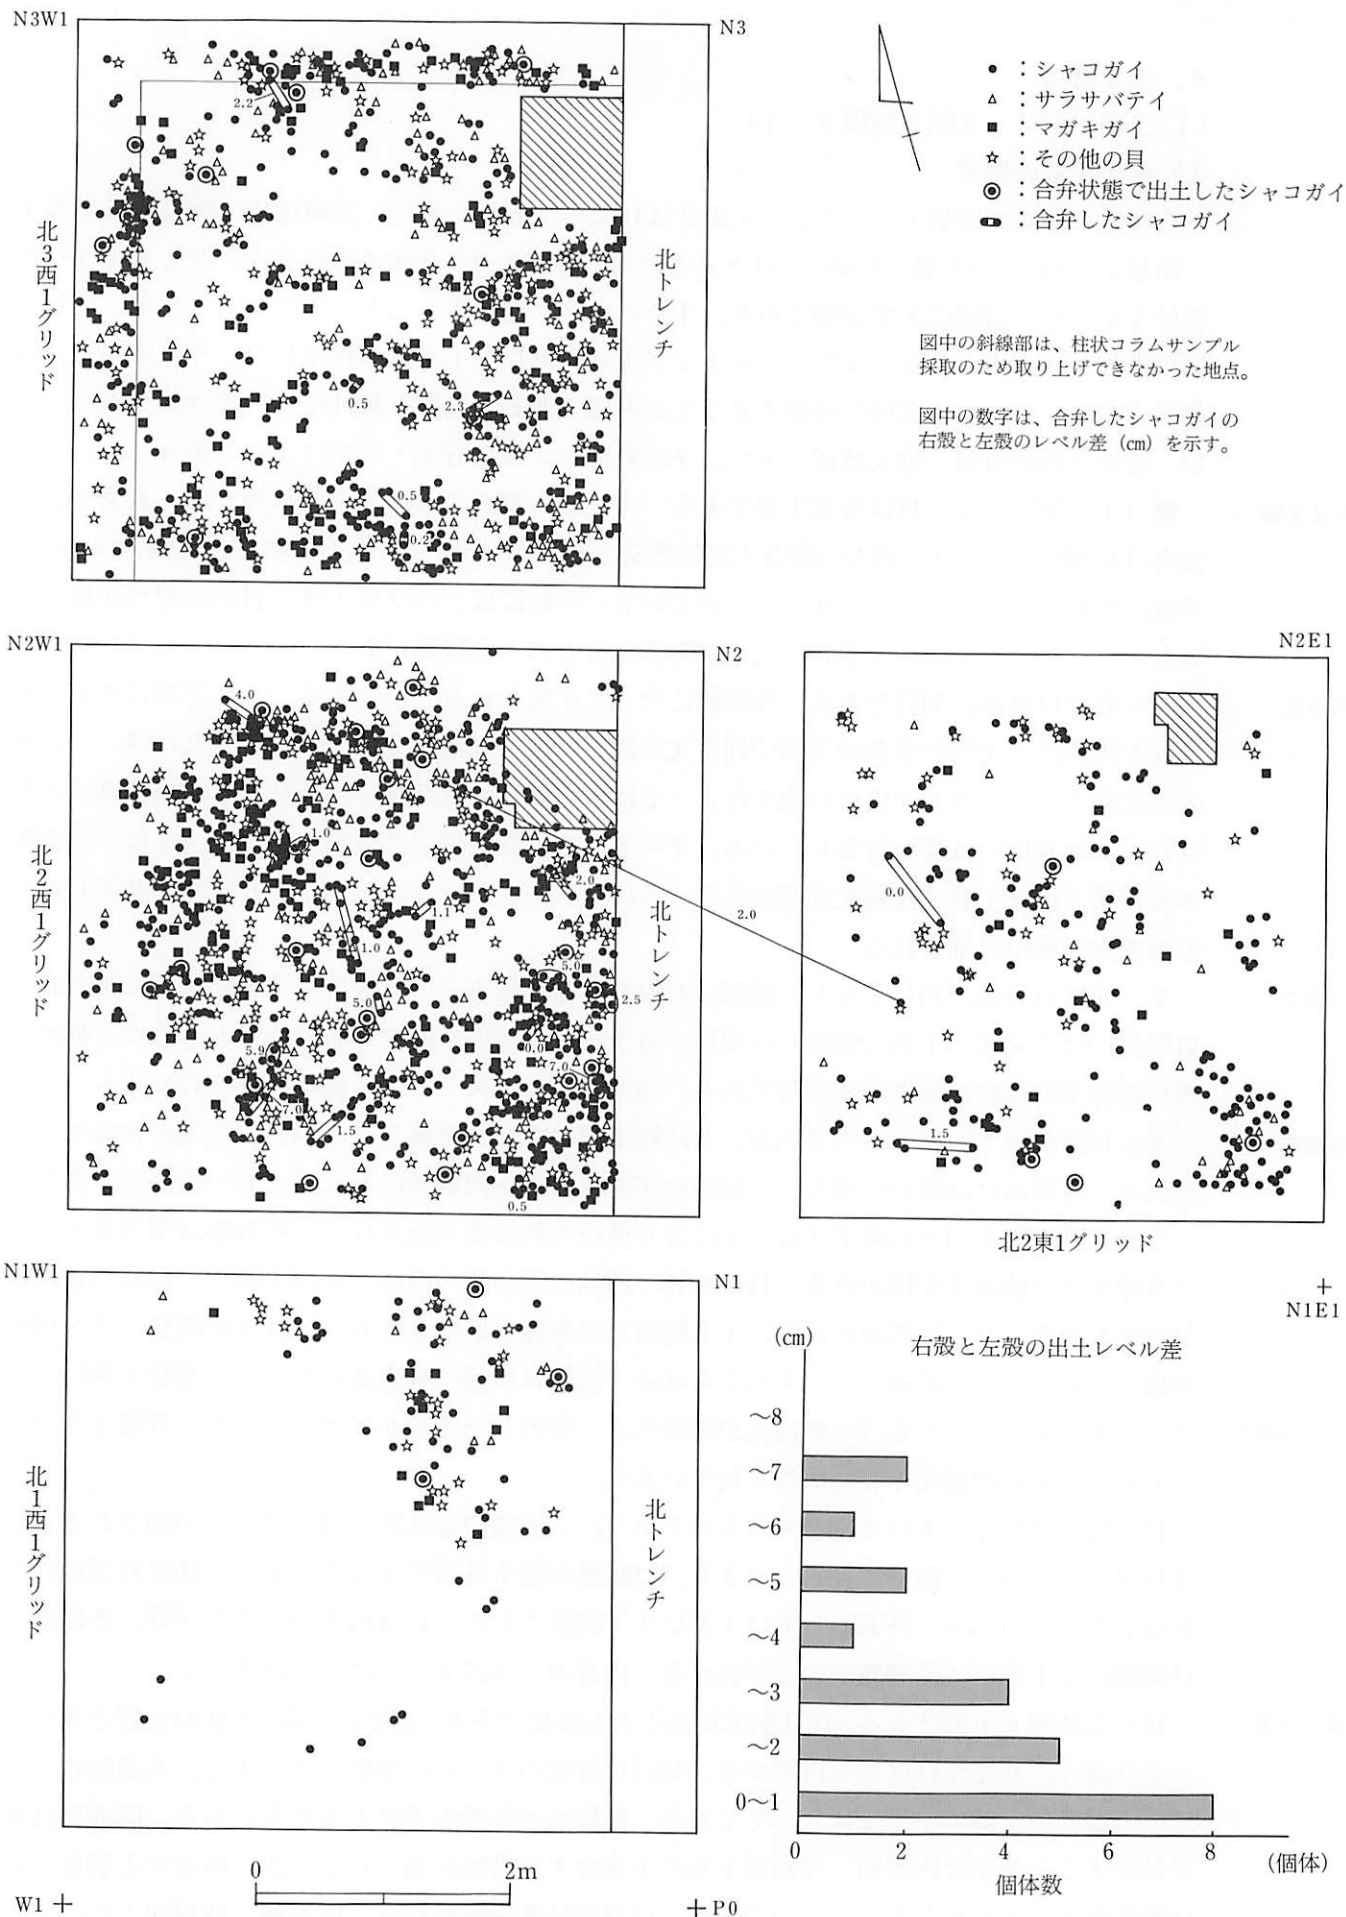 N3W1
N3
2.2
0.5
2.3
0.5
0.2
北3西1グリッド
北トレンチ
●：シャコガイ
△：サラサバテイ
■：マガキガイ
☆：その他の貝
◉：合弁状態で出土したシャコガイ
：合弁したシャコガイ
図中の斜線部は、柱状コラムサンプル
採取のため取り上げできなかった地点。
図中の数字は、合弁したシャコガイの
右殻と左殻のレベル差（cm）を示す。
N2W1
N2
4.0
1.0
2.0
1.1
1.0
5.0
5.0
2.5
0.0
5.9
7.0
7.0
1.5
0.5
北2西1グリッド
北トレンチ
2.0
N2E1
0.0
1.5
北2東1グリッド
N1W1
N1
北1西1グリッド
北トレンチ
N1E1
0
2m
W1
P0
(cm)
右殻と左殻の出土レベル差
～8
～7
～6
～5
～4
～3
～2
0～1
0
2
4
6
8
(個体)
個体数